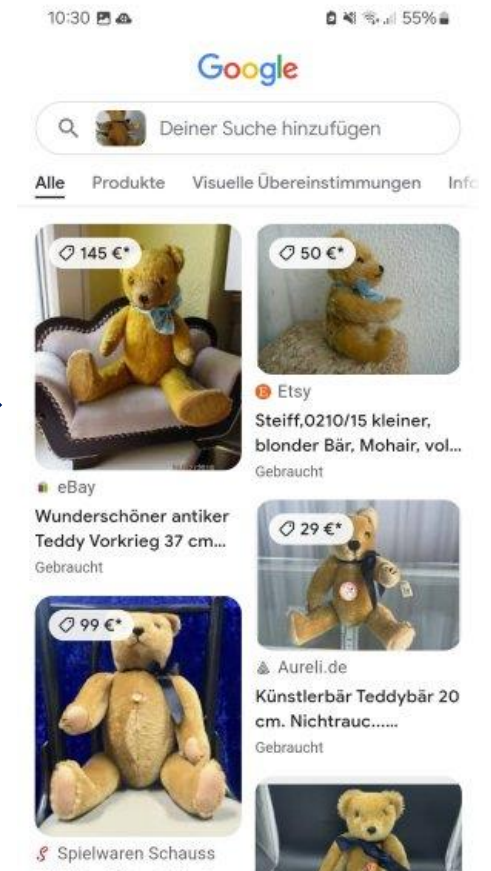 10:30
55%
Google
Deiner Suche hinzufügen
Alle Produkte Visuelle Übereinstimmungen Info
145 €*
eBay
Wunderschöner antiker
Teddy Vorkrieg 37 cm...
Gebraucht
99 €*
Spielwaren Schauss
50 €*
Etsy
Steiff,0210/15 kleiner,
blonder Bär, Mohair, vol...
Gebraucht
29 €*
Aureli.de
Künstlerbär Teddybär 20
cm. Nichtrauc......
Gebraucht